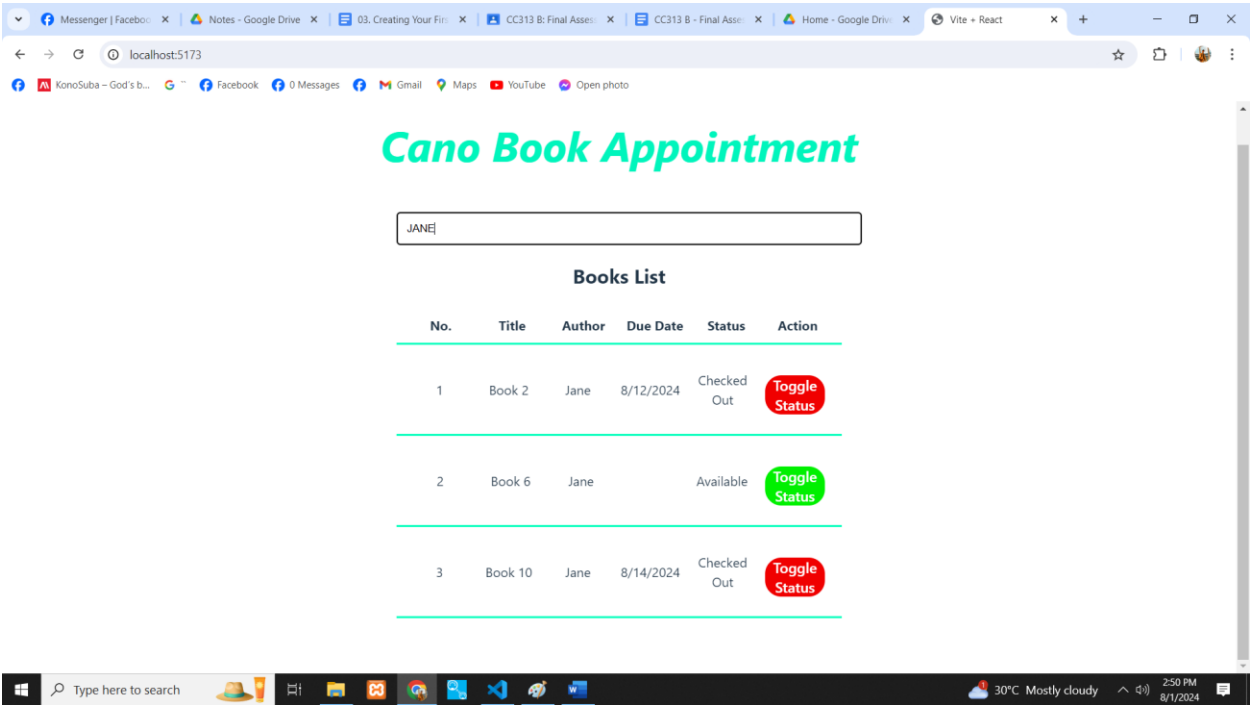 Messenger | Faceboo
Notes - Google Drive
03. Creating Your Firs
CC313 B: Final Assess
CC313 B - Final Asses
Home - Google Drive
Vite + React
localhost:5173
KonoSuba – God's b...
Facebook
0 Messages
Gmail
Maps
YouTube
Open photo
Cano Book Appointment
JANE
Books List
No. Title Author Due Date Status Action
1 Book 2 Jane 8/12/2024 Checked Out Toggle Status
2 Book 6 Jane Available Toggle Status
3 Book 10 Jane 8/14/2024 Checked Out Toggle Status
Type here to search
30°C Mostly cloudy
2:50 PM
8/1/2024